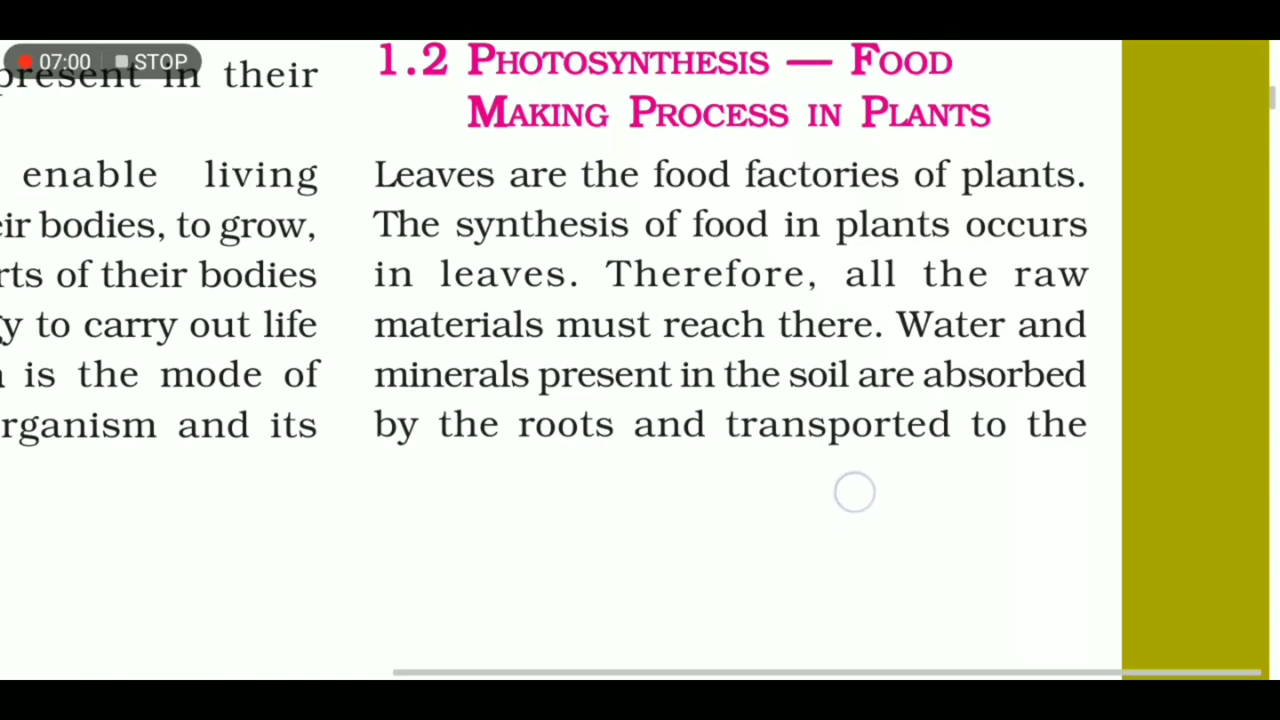 07:00 STOP
present in their
enable living
eir bodies, to grow,
rts of their bodies
gy to carry out life
is the mode of
rganism and its
1.2 PHOTOSYNTHESIS — FOOD
MAKING PROCESS IN PLANTS
Leaves are the food factories of plants.
The synthesis of food in plants occurs
in leaves. Therefore, all the raw
materials must reach there. Water and
minerals present in the soil are absorbed
by the roots and transported to the